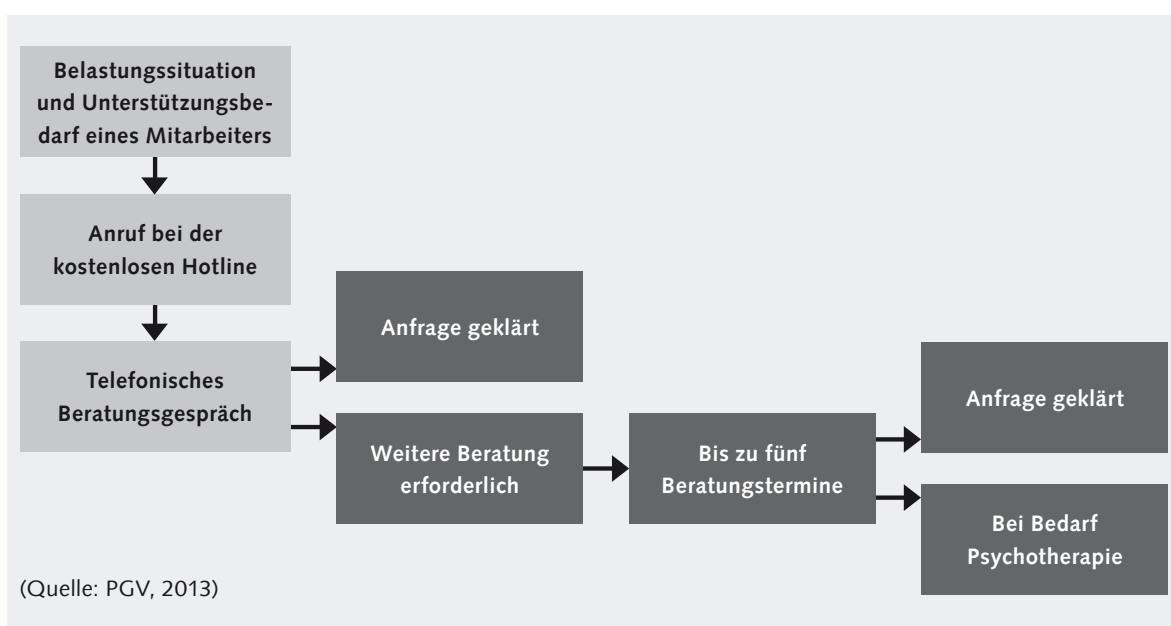 Belastungssituation
und Unterstützungsbe-
darf eines Mitarbeiters
Anruf bei der
kostenlosen Hotline
Telefonisches
Beratungsgespräch
Anfrage geklärt
Weitere Beratung
erforderlich
Bis zu fünf
Beratungstermine
Anfrage geklärt
Bei Bedarf
Psychotherapie
(Quelle: PGV, 2013)